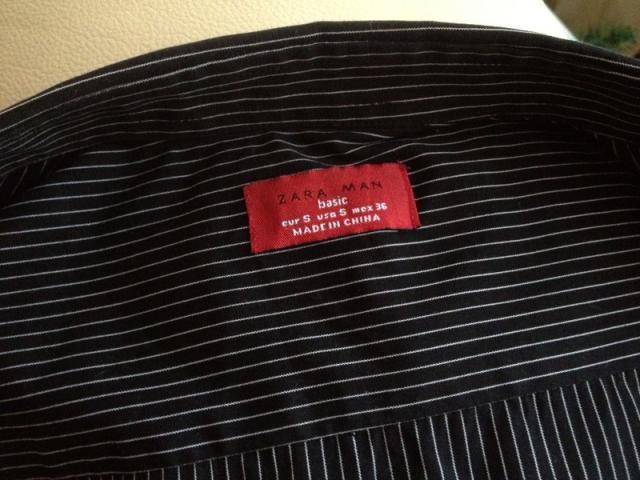 ZARA MAN
basic
eur S usa S mex 36
MADE IN CHINA